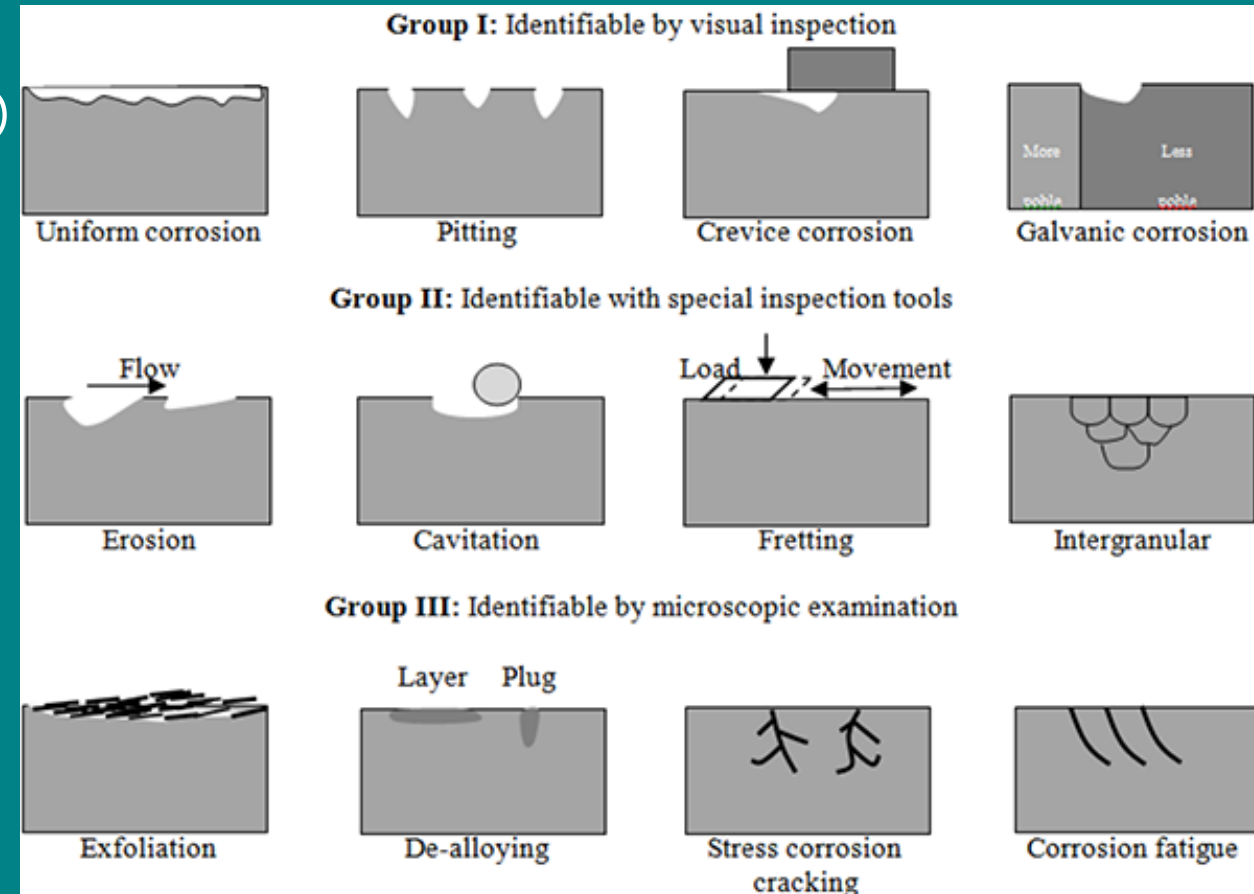 Group I: Identifiable by visual inspection
)
More Less
noble noble
Uniform corrosion Pitting Crevice corrosion Galvanic corrosion
Group II: Identifiable with special inspection tools
Flow Load Movement
Erosion Cavitation Fretting Intergranular
Group III: Identifiable by microscopic examination
Layer Plug
Exfoliation De-alloying Stress corrosion Corrosion fatigue
cracking